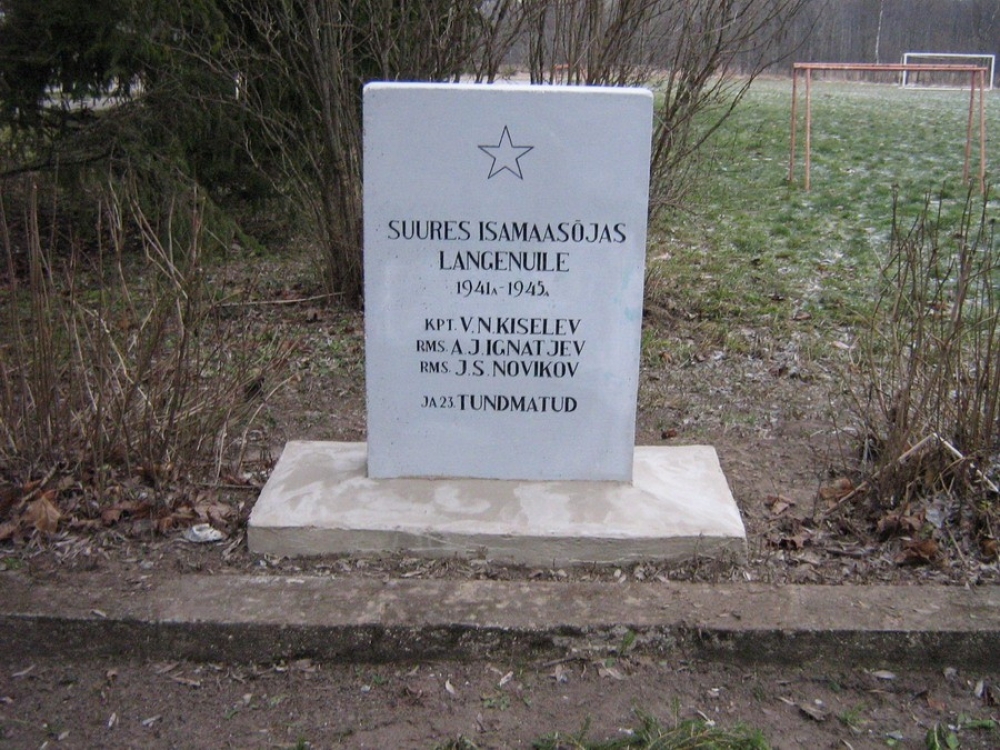 SUURES ISAMAASÕJAS
LANGENUILE
1941A-1945A
KPT. V.N.KISELEV
RMS. A.J.IGNATJEV
RMS. J.S.NOVIKOV
JA 23. TUNDMATUD